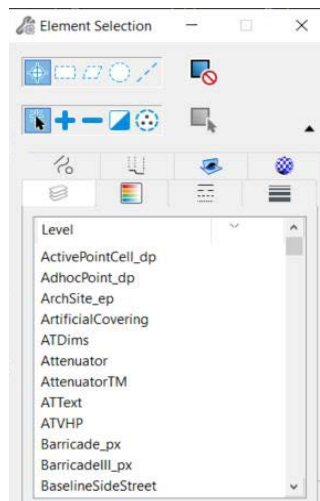 Element Selection
Level
ActivePointCell_dp
AdhocPoint_dp
ArchSite_ep
ArtificialCovering
ATDims
Attenuator
AttenuatorTM
ATText
ATVHP
Barricade_px
BarricadeIII_px
BaselineSideStreet